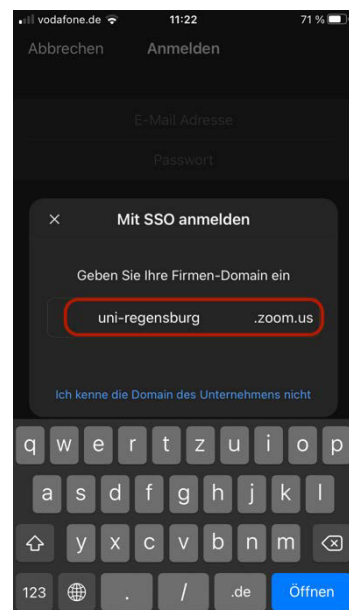 vodafone.de 11:22 71 %
Abbrechen Anmelden
E-Mail Adresse
Passwort
× Mit SSO anmelden
Geben Sie Ihre Firmen-Domain ein
uni-regensburg .zoom.us
Ich kenne die Domain des Unternehmens nicht
q w e r t z u i o p
a s d f g h j k l
y x c v b n m
123 . / .de Öffnen